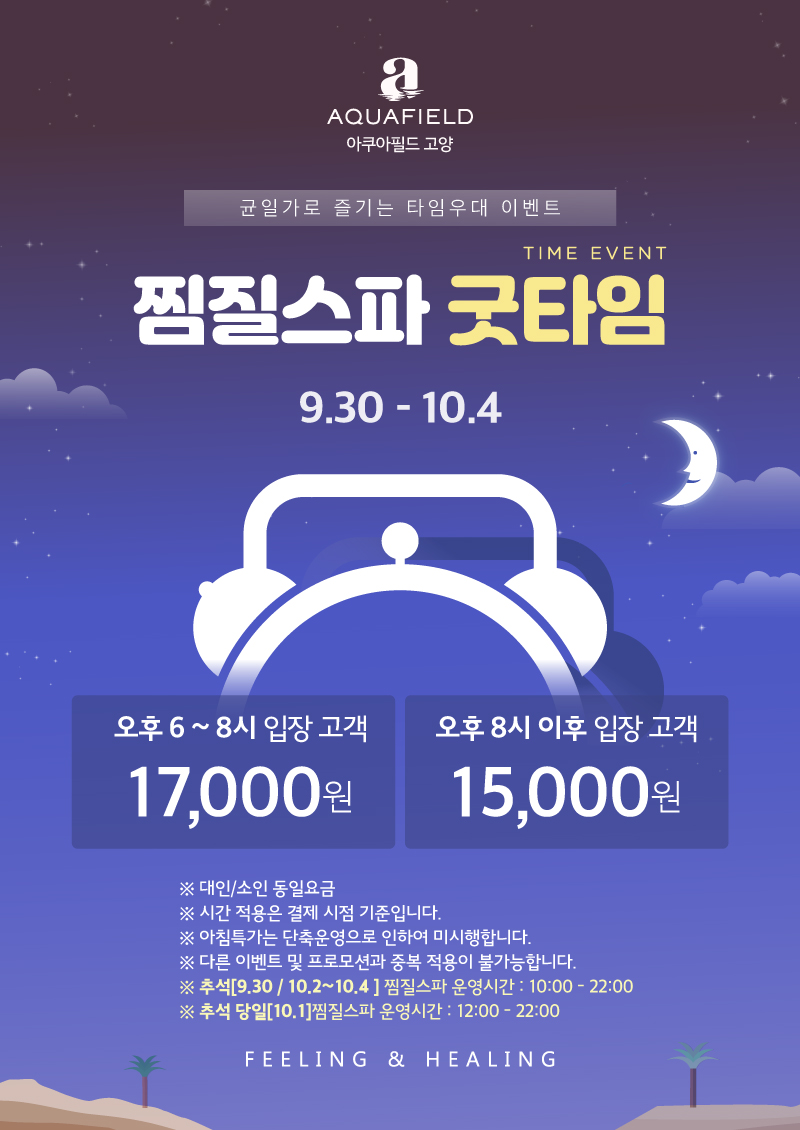 a
AQUAFIELD
아쿠아필드 고양
균일가로 즐기는 타임우대 이벤트
TIME EVENT
찜질스파 굿타임
9.30 - 10.4
오후 6 ~ 8시 입장 고객
17,000원
오후 8시 이후 입장 고객
15,000원
※ 대인/소인 동일요금
※ 시간 적용은 결제 시점 기준입니다.
※ 아침특가는 단축운영으로 인하여 미시행합니다.
※ 다른 이벤트 및 프로모션과 중복 적용이 불가능합니다.
※ 추석[9.30 / 10.2~10.4 ] 찜질스파 운영시간 : 10:00 - 22:00
※ 추석 당일[10.1]찜질스파 운영시간 : 12:00 - 22:00
FEELING & HEALING